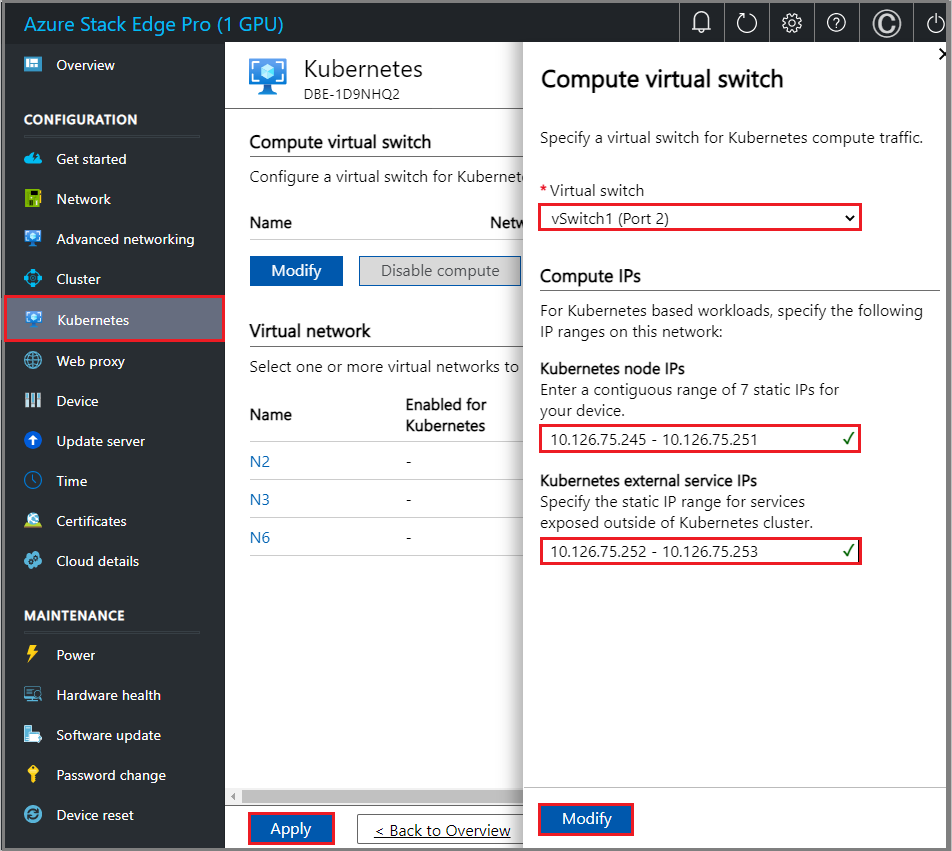 Azure Stack Edge Pro (1 GPU)
Overview
CONFIGURATION
Get started
Network
Advanced networking
Cluster
Kubernetes
Web proxy
Device
Update server
Time
Certificates
Cloud details
MAINTENANCE
Power
Hardware health
Software update
Password change
Device reset
Kubernetes
DBE-1D9NHQ2
Compute virtual switch
Configure a virtual switch for Kubernete
Name Netw
Modify Disable compute
Virtual network
Select one or more virtual networks to
Name Enabled for
Kubernetes
N2 -
N3 -
N6 -
Apply < Back to Overview
Compute virtual switch
Specify a virtual switch for Kubernetes compute traffic.
* Virtual switch
vSwitch1 (Port 2)
Compute IPs
For Kubernetes based workloads, specify the following
IP ranges on this network:
Kubernetes node IPs
Enter a contiguous range of 7 static IPs for
your device.
10.126.75.245 - 10.126.75.251
Kubernetes external service IPs
Specify the static IP range for services
exposed outside of Kubernetes cluster.
10.126.75.252 - 10.126.75.253
Modify